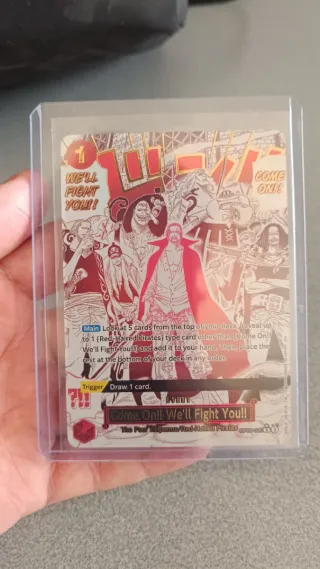 1
WE'LL
FIGHT
YOU!!
COME
ON!!
Main Look at 5 cards from the top of your deck; reveal up
to 1 {Red-Haired Pirates} type card other than [Come On!!
We'll Fight You!!] and add it to your hand. Then, place the
rest at the bottom of your deck in any order.
Trigger Draw 1 card.
?!!
Come On!! We'll Fight You!!
The Four Emperors/Red-Haired Pirates